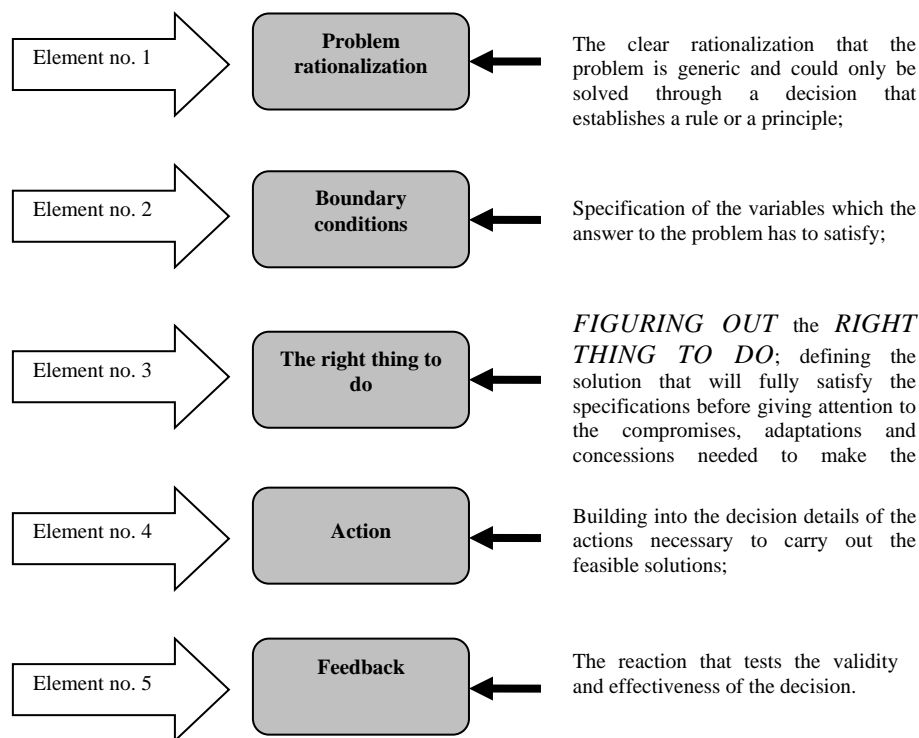 Element no. 1
Problem
rationalization
The clear rationalization that the
problem is generic and could only be
solved through a decision that
establishes a rule or a principle;
Element no. 2
Boundary
conditions
Specification of the variables which the
answer to the problem has to satisfy;
Element no. 3
The right thing to
do
FIGURING OUT the RIGHT
THING TO DO; defining the
solution that will fully satisfy the
specifications before giving attention to
the compromises, adaptations and
concessions needed to make the
Element no. 4
Action
Building into the decision details of the
actions necessary to carry out the
feasible solutions;
Element no. 5
Feedback
The reaction that tests the validity
and effectiveness of the decision.